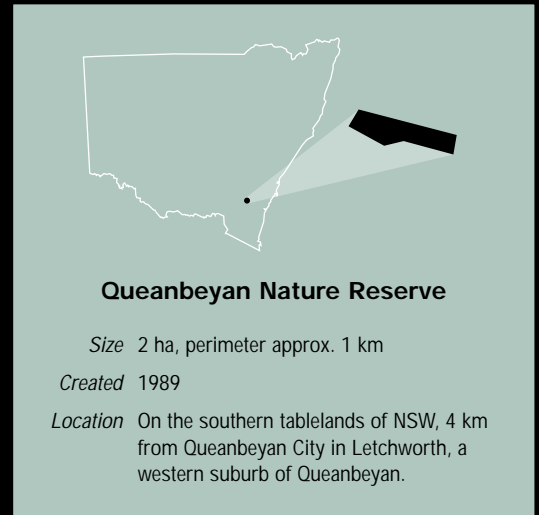 Queanbeyan Nature Reserve
Size 2 ha, perimeter approx. 1 km
Created 1989
Location On the southern tablelands of NSW, 4 km
from Queanbeyan City in Letchworth, a
western suburb of Queanbeyan.